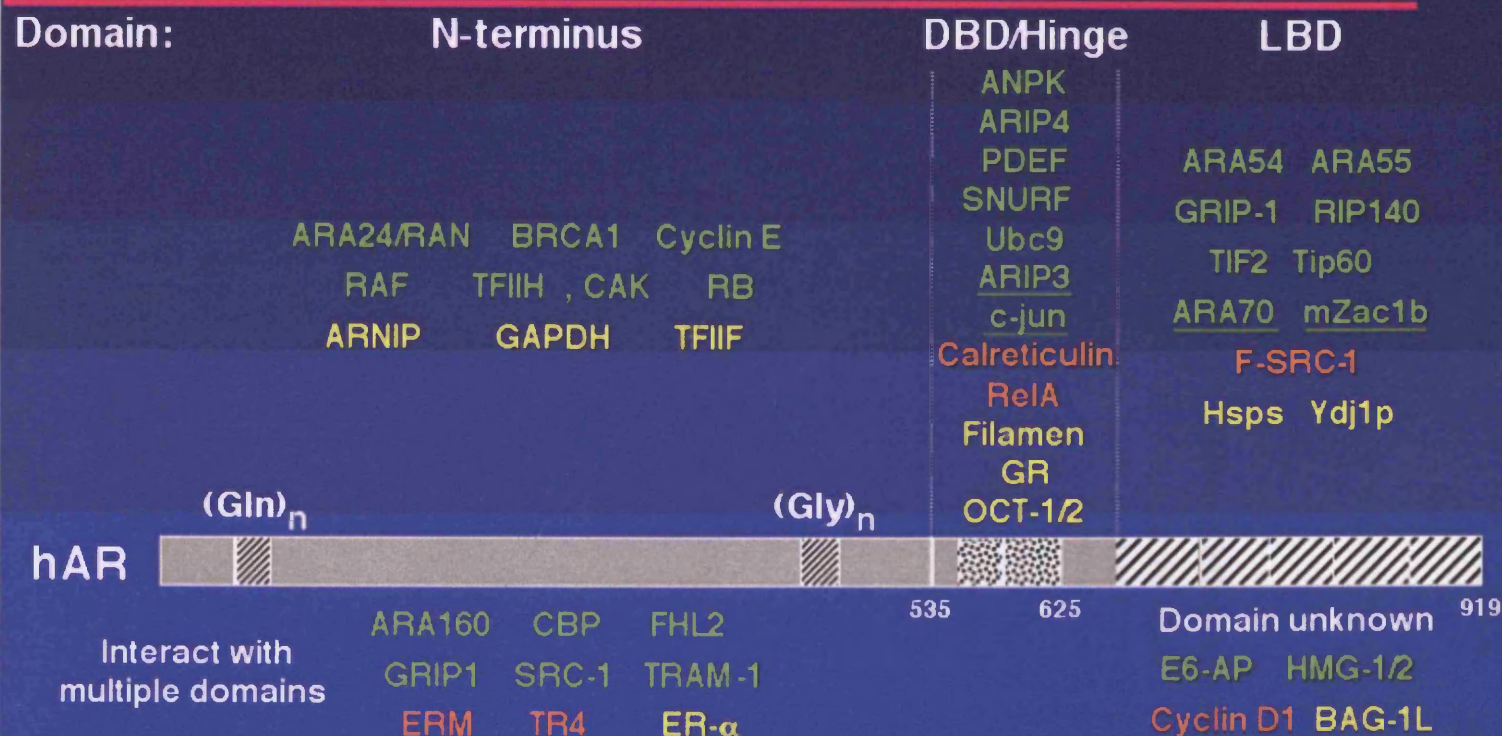 Domain: N-terminus DBD/Hinge LBD
ANPK
ARIP4
PDEF
SNURF
Ubc9
ARIP3
c-jun
Calreticulin
RelA
Filamen
GR
OCT-1/2
ARA24/RAN BRCA1 Cyclin E
RAF TFIIH , CAK RB
ARNIP GAPDH TFIIF
ARA54 ARA55
GRIP-1 RIP140
TIF2 Tip60
ARA70 mZac1b
F-SRC-1
Hsps Ydj1p
(Gln)n (Gly)n
hAR
535 625 919
Interact with
multiple domains
ARA160 CBP FHL2
GRIP1 SRC-1 TRAM-1
ERM TR4 ER-α
Domain unknown
E6-AP HMG-1/2
Cyclin D1 BAG-1L